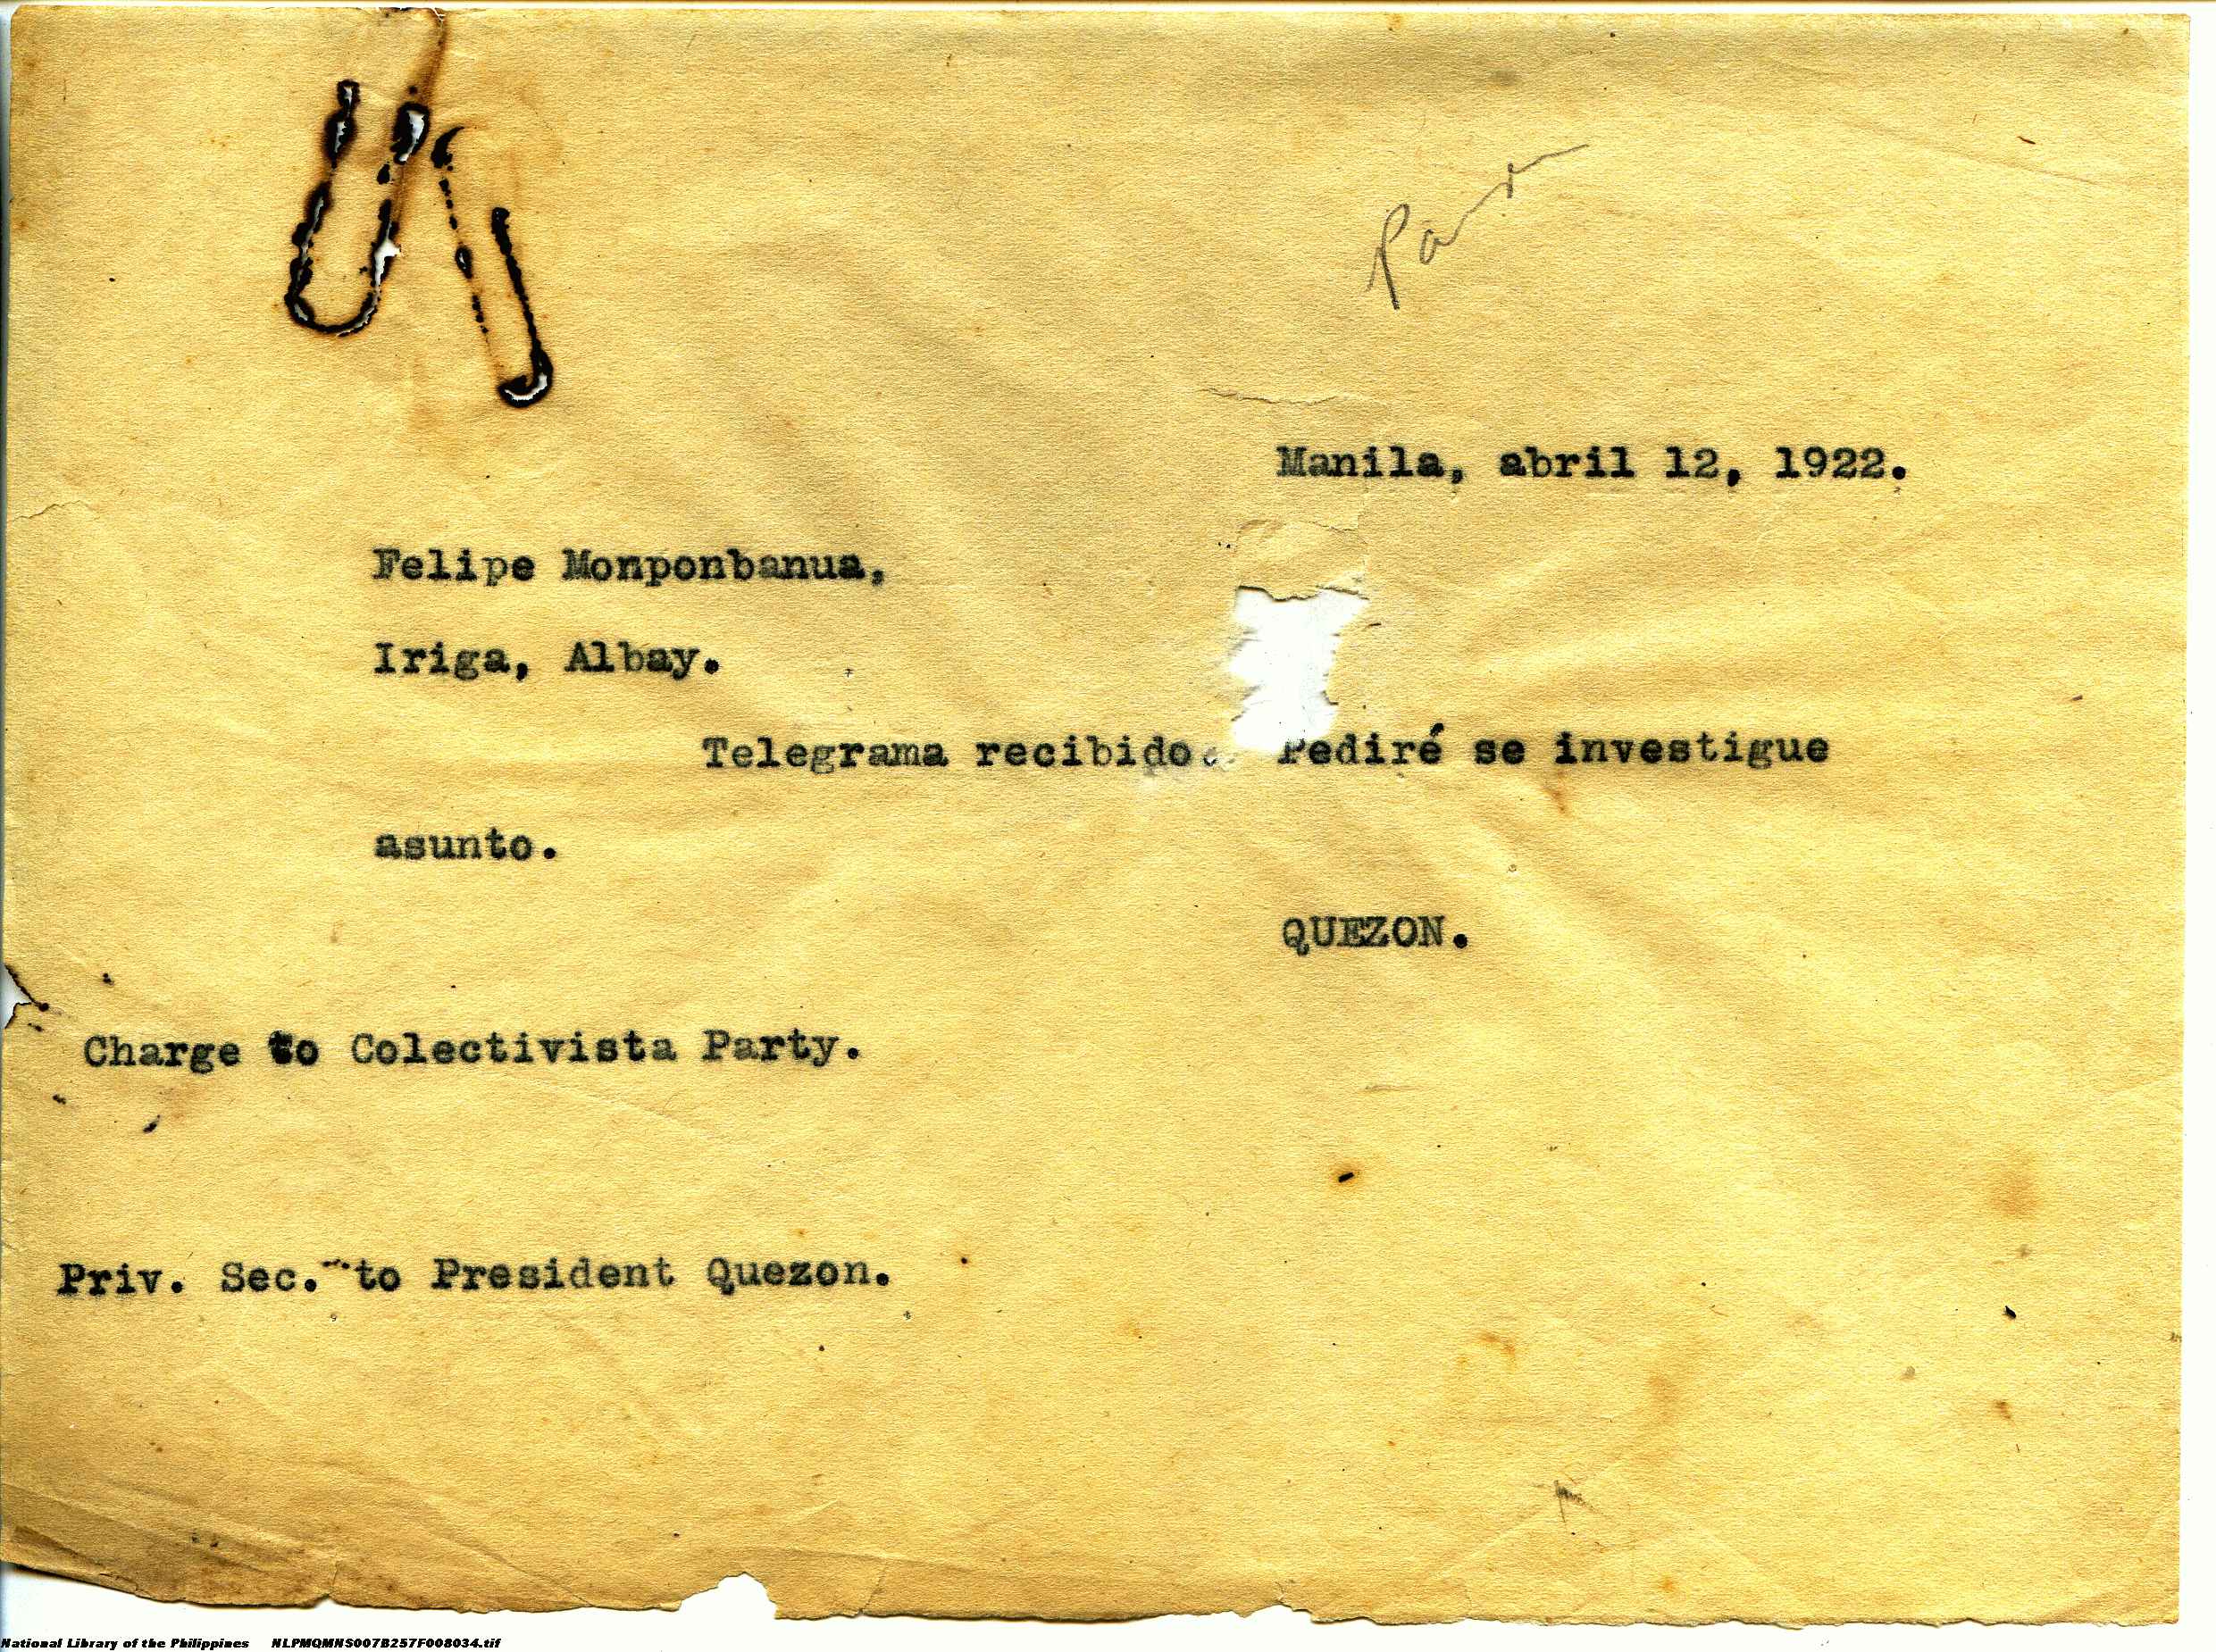 Manila, abril 12, 1922.
Felipe Monponbanua,
Iriga, Albay.
Telegrama recibido. Pediré se investigue
asunto.
QUEZON.
Charge to Colectivista Party.
Priv. Sec. to President Quezon.
National Library of the Philippines NLPMQMNS007B257F008034.tif